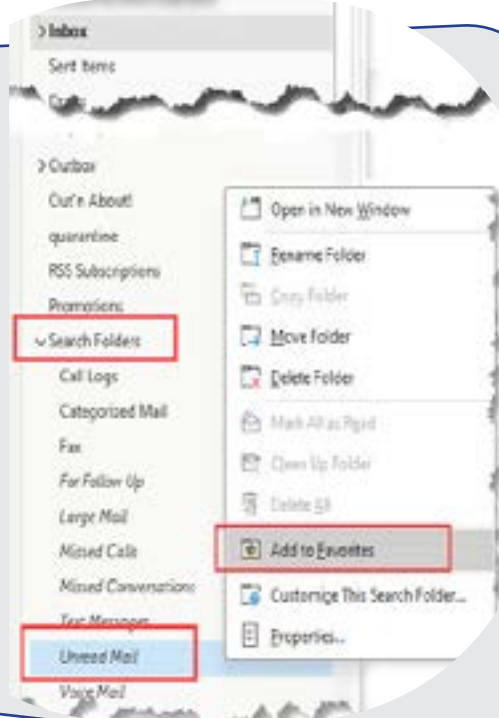 Inbox
Sent Items
Outbox
Out'n About!
quarantine
RSS Subscriptions
Promotions
Search Folders
Call Logs
Categorized Mail
Fax
For Follow Up
Large Mail
Missed Calls
Missed Conversations
Text Messages
Unread Mail
Voice Mail
Open in New Window
Rename Folder
Copy Folder
Move Folder
Delete Folder
Mark All as Read
Clean Up Folder
Delete All
Add to Favorites
Customize This Search Folder...
Properties...